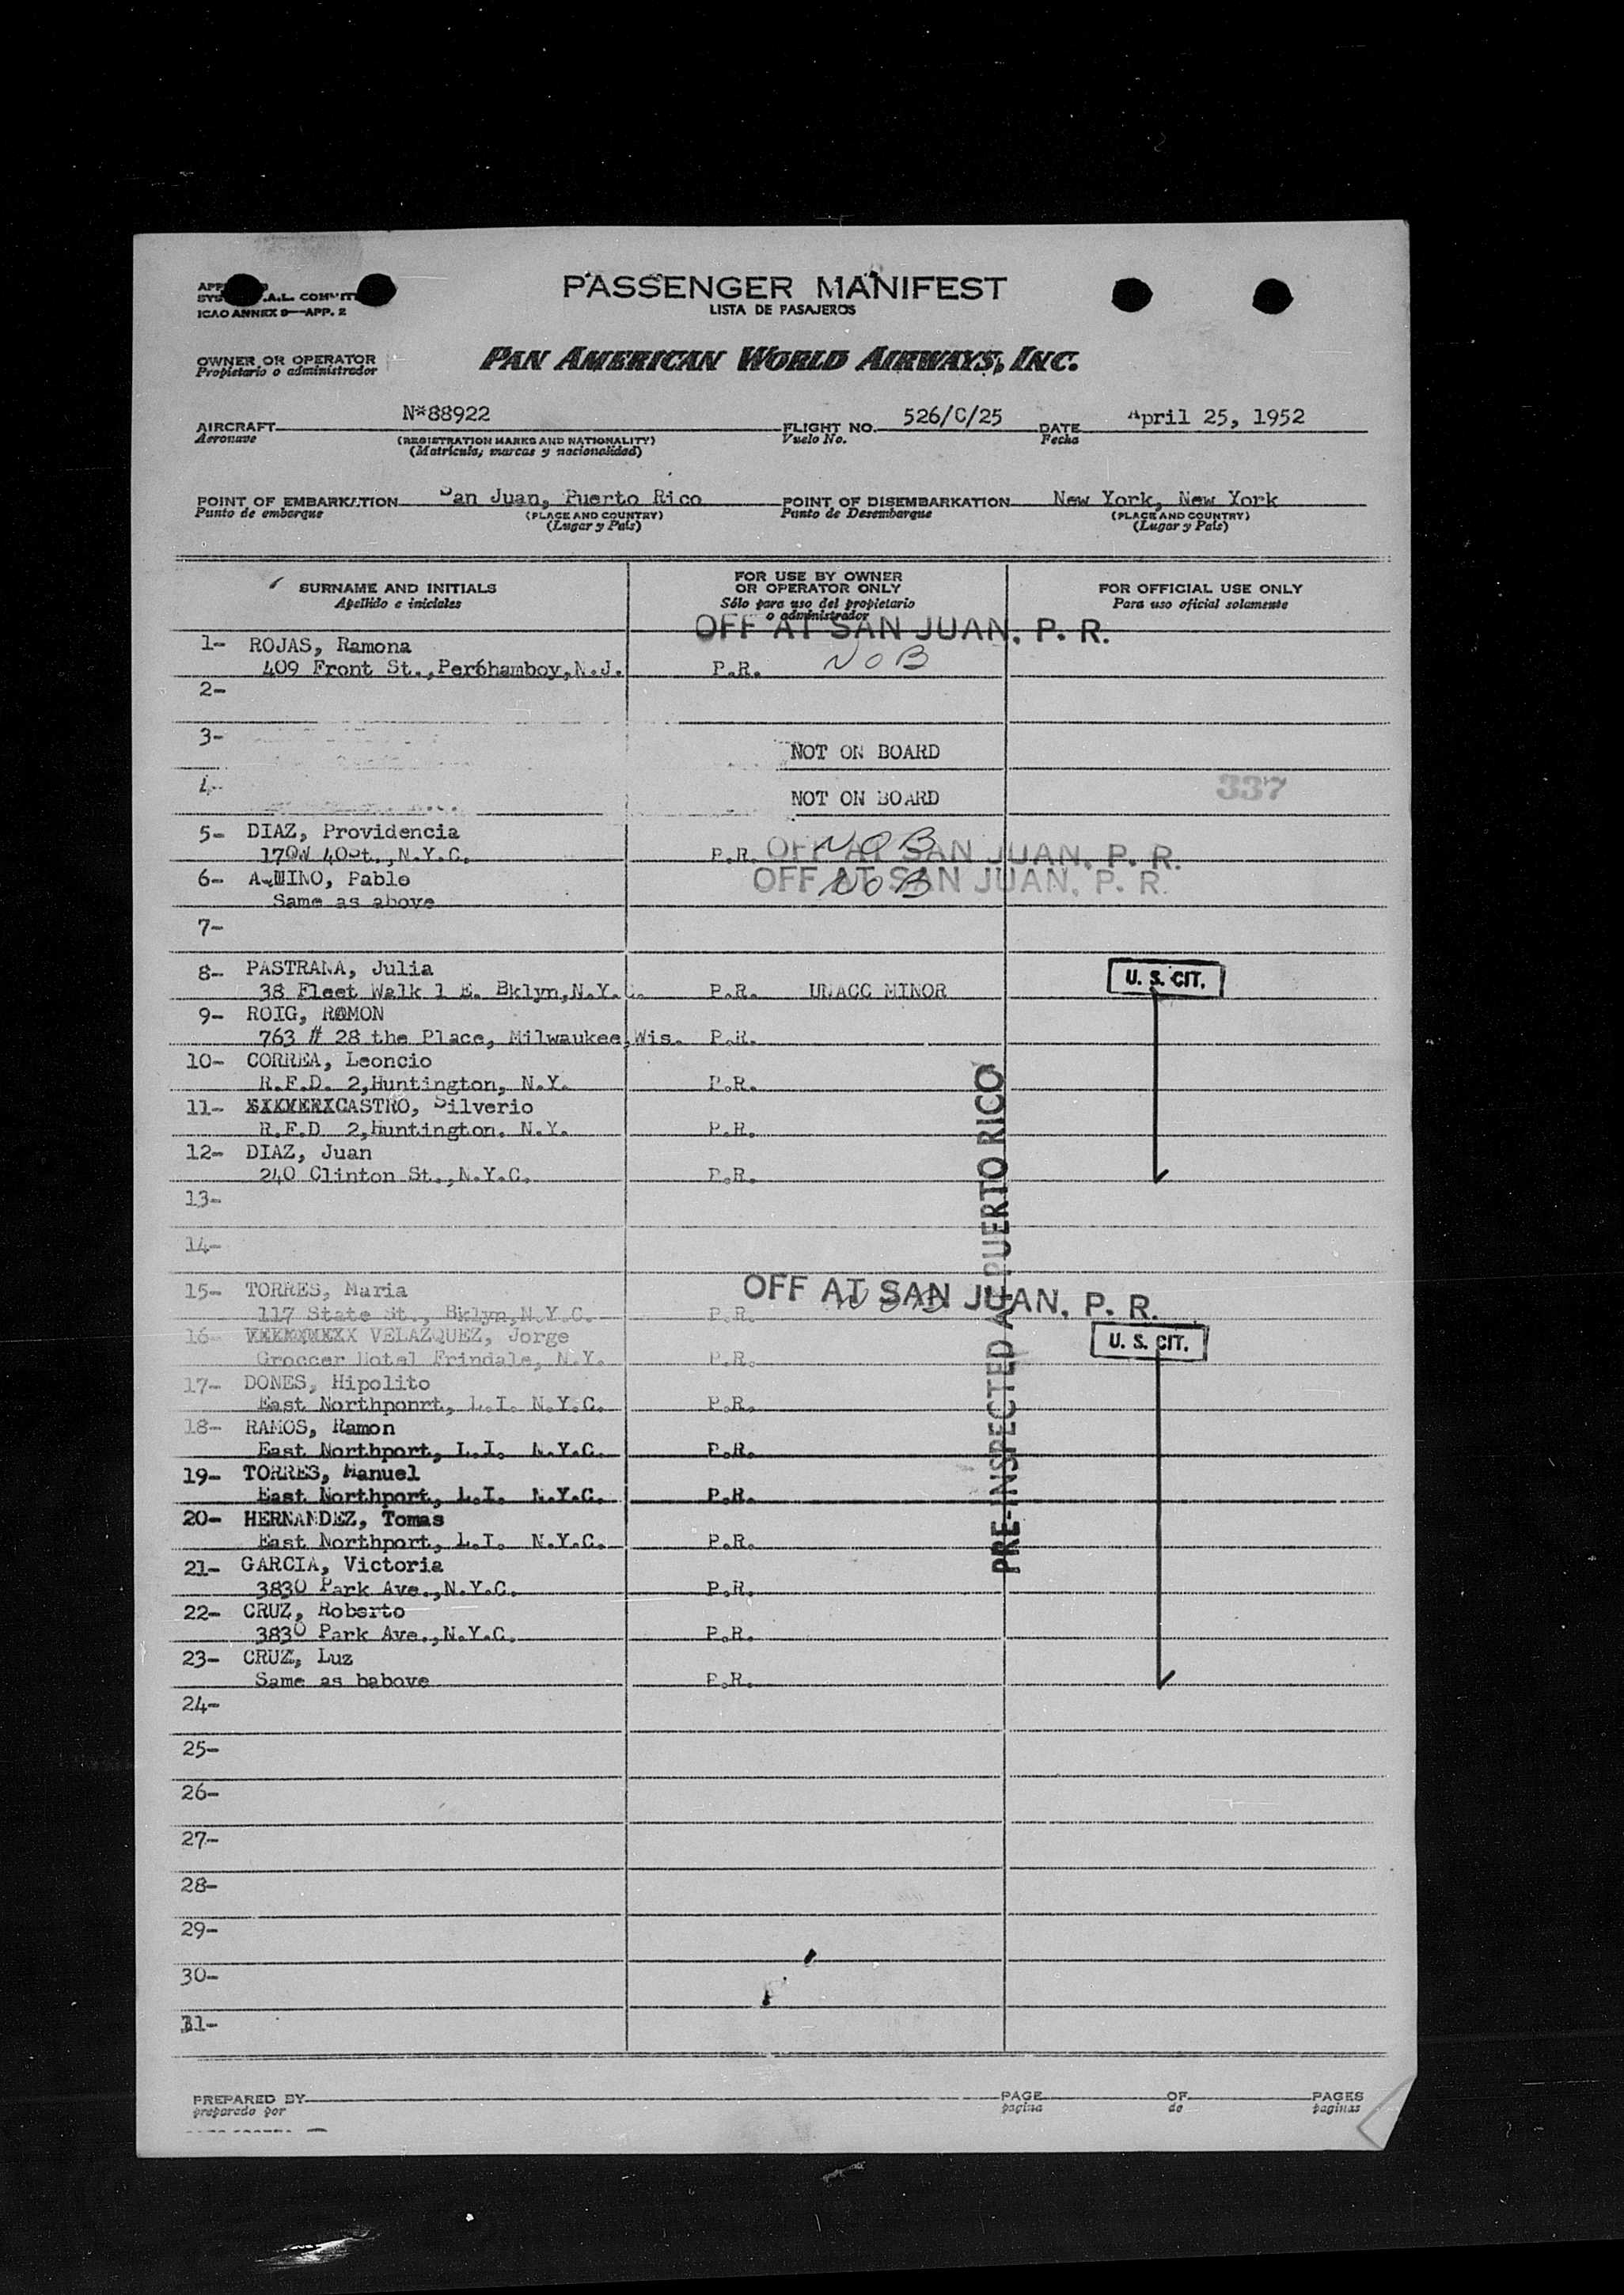 PASSENGER MANIFEST
LISTA DE PASAJEROS
ICAO ANNEX 9—APP. 2
OWNER OR OPERATOR
Propietario o administrador
PAN AMERICAN WORLD AIRWAYS, INC.
AIRCRAFT N*88922 FLIGHT NO. 526/C/25 DATE April 25, 1952
Aeronave (REGISTRATION MARKS AND NATIONALITY) Vuelo No. Fecha
(Matricula, marcas y nacionalidad)
POINT OF EMBARKATION San Juan, Puerto Rico POINT OF DISEMBARKATION New York, New York
Punto de embarque (PLACE AND COUNTRY) Punto de Desembarque (PLACE AND COUNTRY)
(Lugar y País) (Lugar y País)
SURNAME AND INITIALS FOR USE BY OWNER OR OPERATOR ONLY FOR OFFICIAL USE ONLY
Apellido e iniciales Sólo para uso del propietario o administrador Para uso oficial solamente
OFF AT SAN JUAN, P. R.
1- ROJAS, Ramona NOB
409 Front St., Perthamboy, N.J. P.R.
2-
3- NOT ON BOARD
4- NOT ON BOARD 337
5- DIAZ, Providencia NOB
170W 40st., N.Y.C. P.R. OFF AT SAN JUAN, P. R.
6- Pablo NOB OFF AT SAN JUAN, P. R.
Same as above
7-
8- PASTRANA, Julia U. S. CIT.
38 Fleet Walk 1 E. Bklyn, N.Y.C. P.R. UNACC MINOR
9- ROIG, RAMON
763 # 28 the Place, Milwaukee, Wis. P.R.
10- CORREA, Leoncio
R.F.D. 2, Huntington, N.Y. P.R.
11- CASTRO, Silverio
R.F.D 2, Huntington, N.Y. P.R.
12- DIAZ, Juan
240 Clinton St., N.Y.C. P.R.
13-
14-
15- TORRES, Maria NOB OFF AT SAN JUAN, P. R.
117 State St., Bklyn, N.Y.C. P.R.
16- VELAZQUEZ, Jorge U. S. CIT.
Groccer Hotel Frindale, N.Y. P.R.
17- DONES, Hipolito
East Northponrt, L.I. N.Y.C. P.R.
18- RAMOS, Ramon
East Northport, L.I. N.Y.C. P.R.
19- TORRES, Manuel
East Northport, L.I. N.Y.C. P.R.
20- HERNANDEZ, Tomas
East Northport, L.I. N.Y.C. P.R.
21- GARCIA, Victoria
3830 Park Ave., N.Y.C. P.R.
22- CRUZ, Roberto
3830 Park Ave., N.Y.C. P.R.
23- CRUZ, Luz
Same as babove P.R.
PRE-INSPECTED AT PUERTO RICO
24-
25-
26-
27-
28-
29-
30-
31-
PREPARED BY PAGE OF PAGES
preparado por pagina de paginas